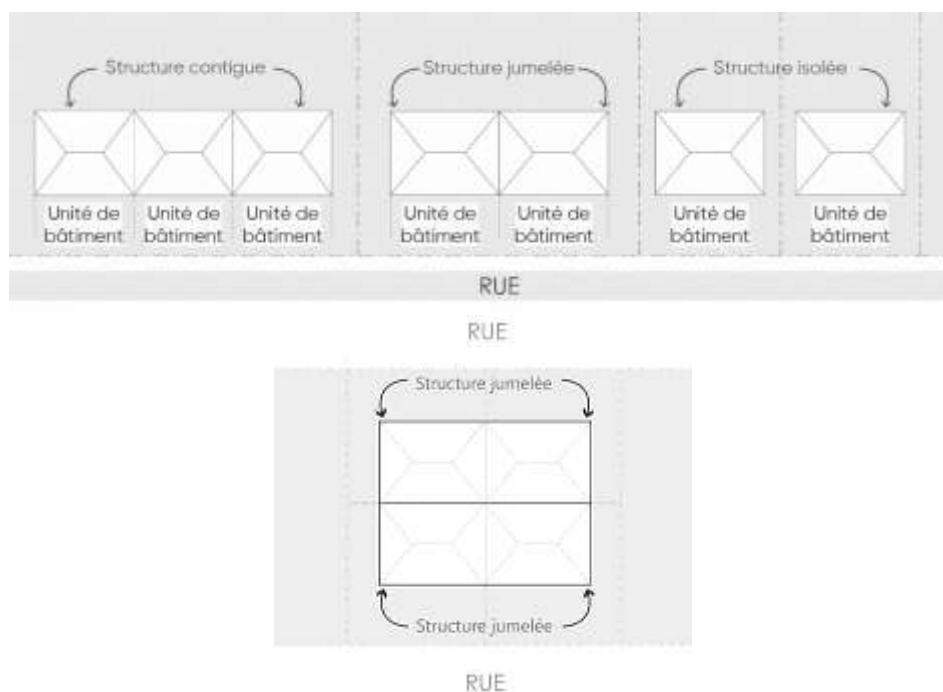 Structure contigue
Structure jumelée
Structure isolée
Unité de bâtiment
Unité de bâtiment
Unité de bâtiment
Unité de bâtiment
Unité de bâtiment
Unité de bâtiment
Unité de bâtiment
RUE
RUE
Structure jumelée
Structure jumelée
RUE